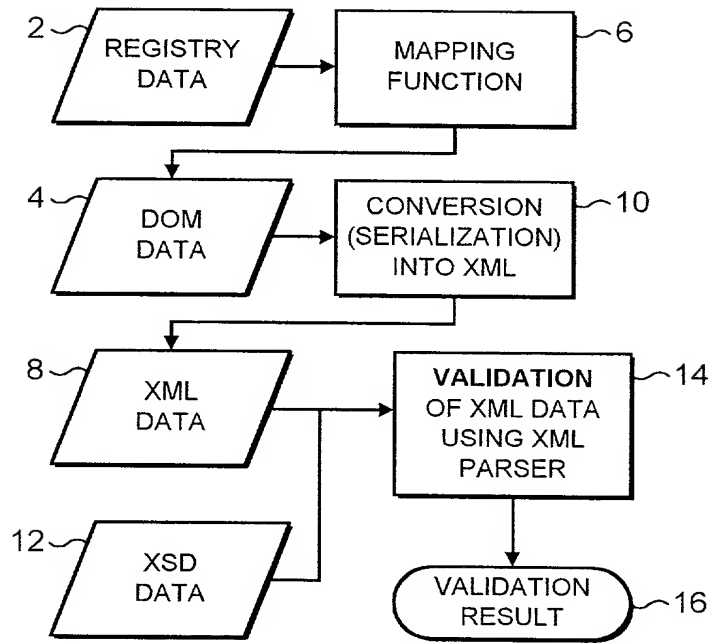 2
REGISTRY
DATA
MAPPING
FUNCTION
6
4
DOM
DATA
CONVERSION
(SERIALIZATION)
INTO XML
10
8
XML
DATA
VALIDATION
OF XML DATA
USING XML
PARSER
14
12
XSD
DATA
VALIDATION
RESULT
16